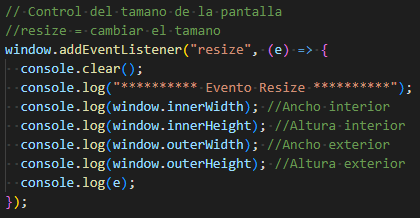 // Control del tamano de la pantalla
//resize = cambiar el tamano
window.addEventListener("resize", (e) => {
  console.clear();
  console.log("********** Evento Resize **********");
  console.log(window.innerWidth); //Ancho interior
  console.log(window.innerHeight); //Altura interior
  console.log(window.outerWidth); //Ancho exterior
  console.log(window.outerHeight); //Altura exterior
  console.log(e);
});